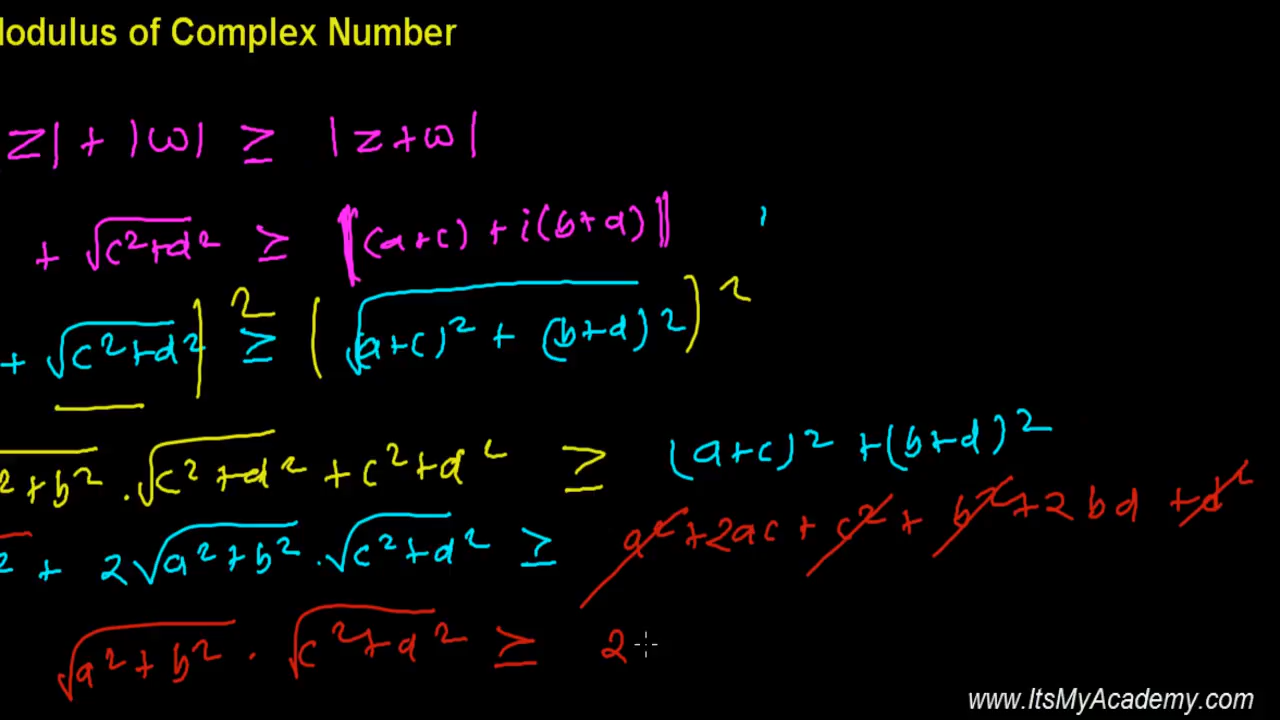 Modulus of Complex Number
z| + |w| ≥ |z+w|
+ √(c²+d²) ≥ |(a+c) + i(b+d)|
+ √(c²+d²))² ≥ (√((a+c)² + (b+d)²))²
²+b² . √(c²+d²) + c²+d² ≥ (a+c)² + (b+d)²
² + 2√(a²+b²) . √(c²+d²) ≥ a² + 2ac + c² + b² + 2bd + d²
√(a²+b²) . √(c²+d²) ≥ 2
www.ItsMyAcademy.com